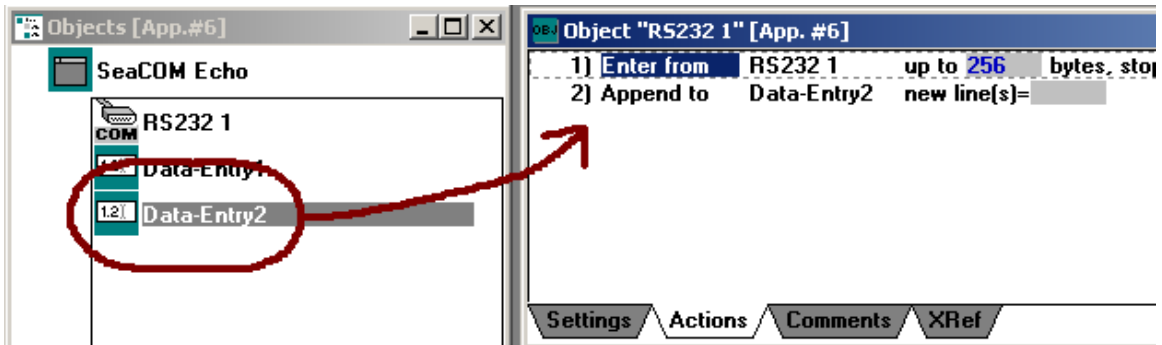 Objects [App.#6]
SeaCOM Echo
COM RS232 1
Data-Entry1
1.2 Data-Entry2
OBJ Object "RS232 1" [App. #6]
1) Enter from RS232 1 up to 256 bytes, stop
2) Append to Data-Entry2 new line(s)=
Settings Actions Comments XRef